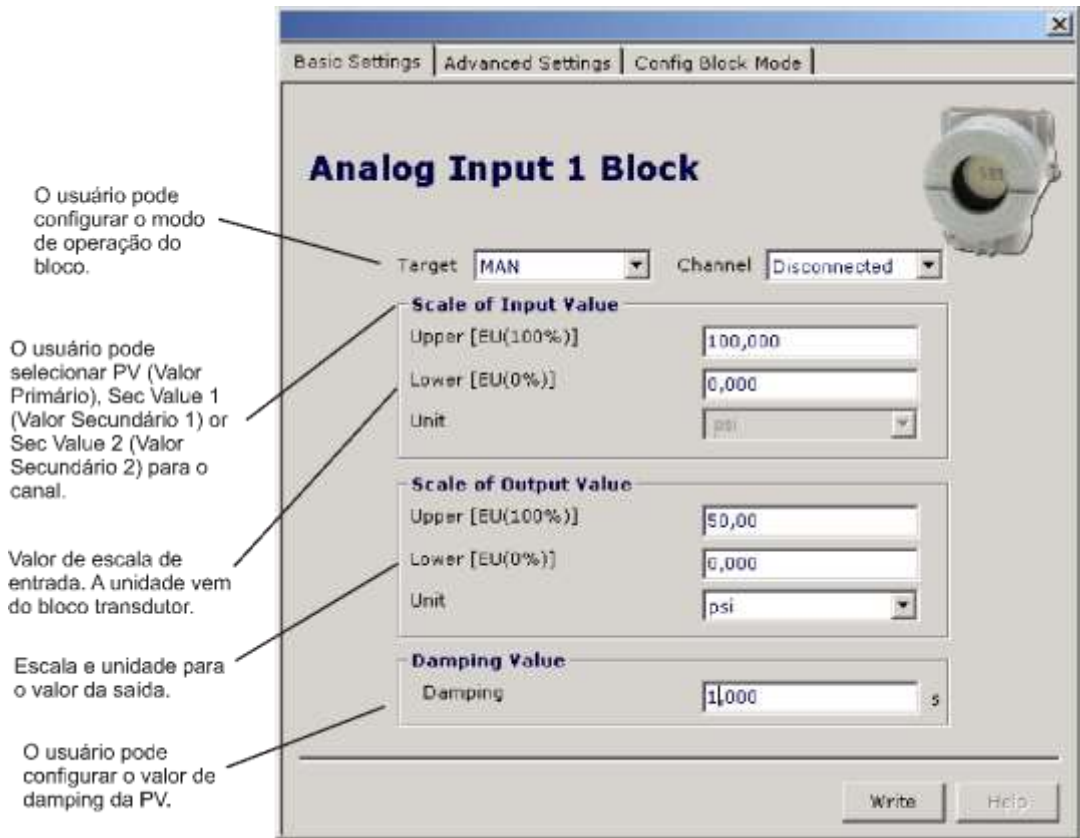 Basic Settings
Advanced Settings
Config Block Mode
Analog Input 1 Block
O usuário pode
configurar o modo
de operação do
bloco.
Target
MAN
Channel
Disconnected
O usuário pode
selecionar PV (Valor
Primário), Sec Value 1
(Valor Secundário 1) or
Sec Value 2 (Valor
Secundário 2) para o
canal.
Scale of Input Value
Upper [EU(100%)]
100,000
Lower [EU(0%)]
0,000
Unit
psi
Valor de escala de
entrada. A unidade vem
do bloco transdutor.
Scale of Output Value
Upper [EU(100%)]
50,00
Lower [EU(0%)]
0,000
Unit
psi
Escala e unidade para
o valor da saída.
Damping Value
Damping
1,000
s
O usuário pode
configurar o valor de
damping da PV.
Write
Help